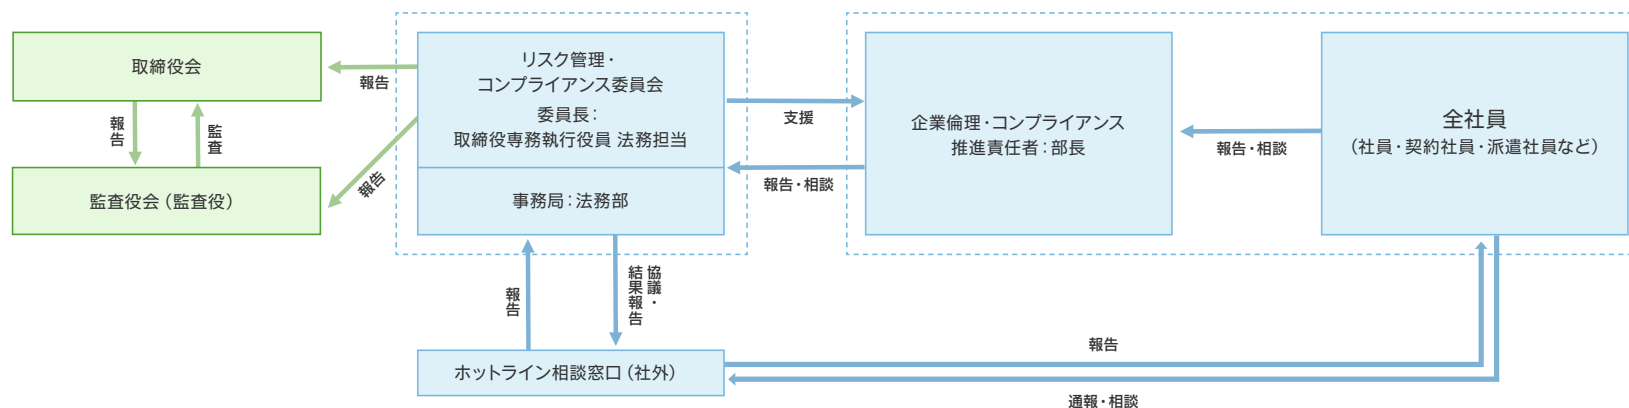 取締役会
報告
監査
監査役会（監査役）
報告
報告
リスク管理・
コンプライアンス委員会
委員長：
取締役専務執行役員 法務担当
事務局：法務部
支援
報告・相談
企業倫理・コンプライアンス
推進責任者：部長
報告・相談
全社員
（社員・契約社員・派遣社員など）
報告
協議・
結果報告
ホットライン相談窓口（社外）
報告
通報・相談